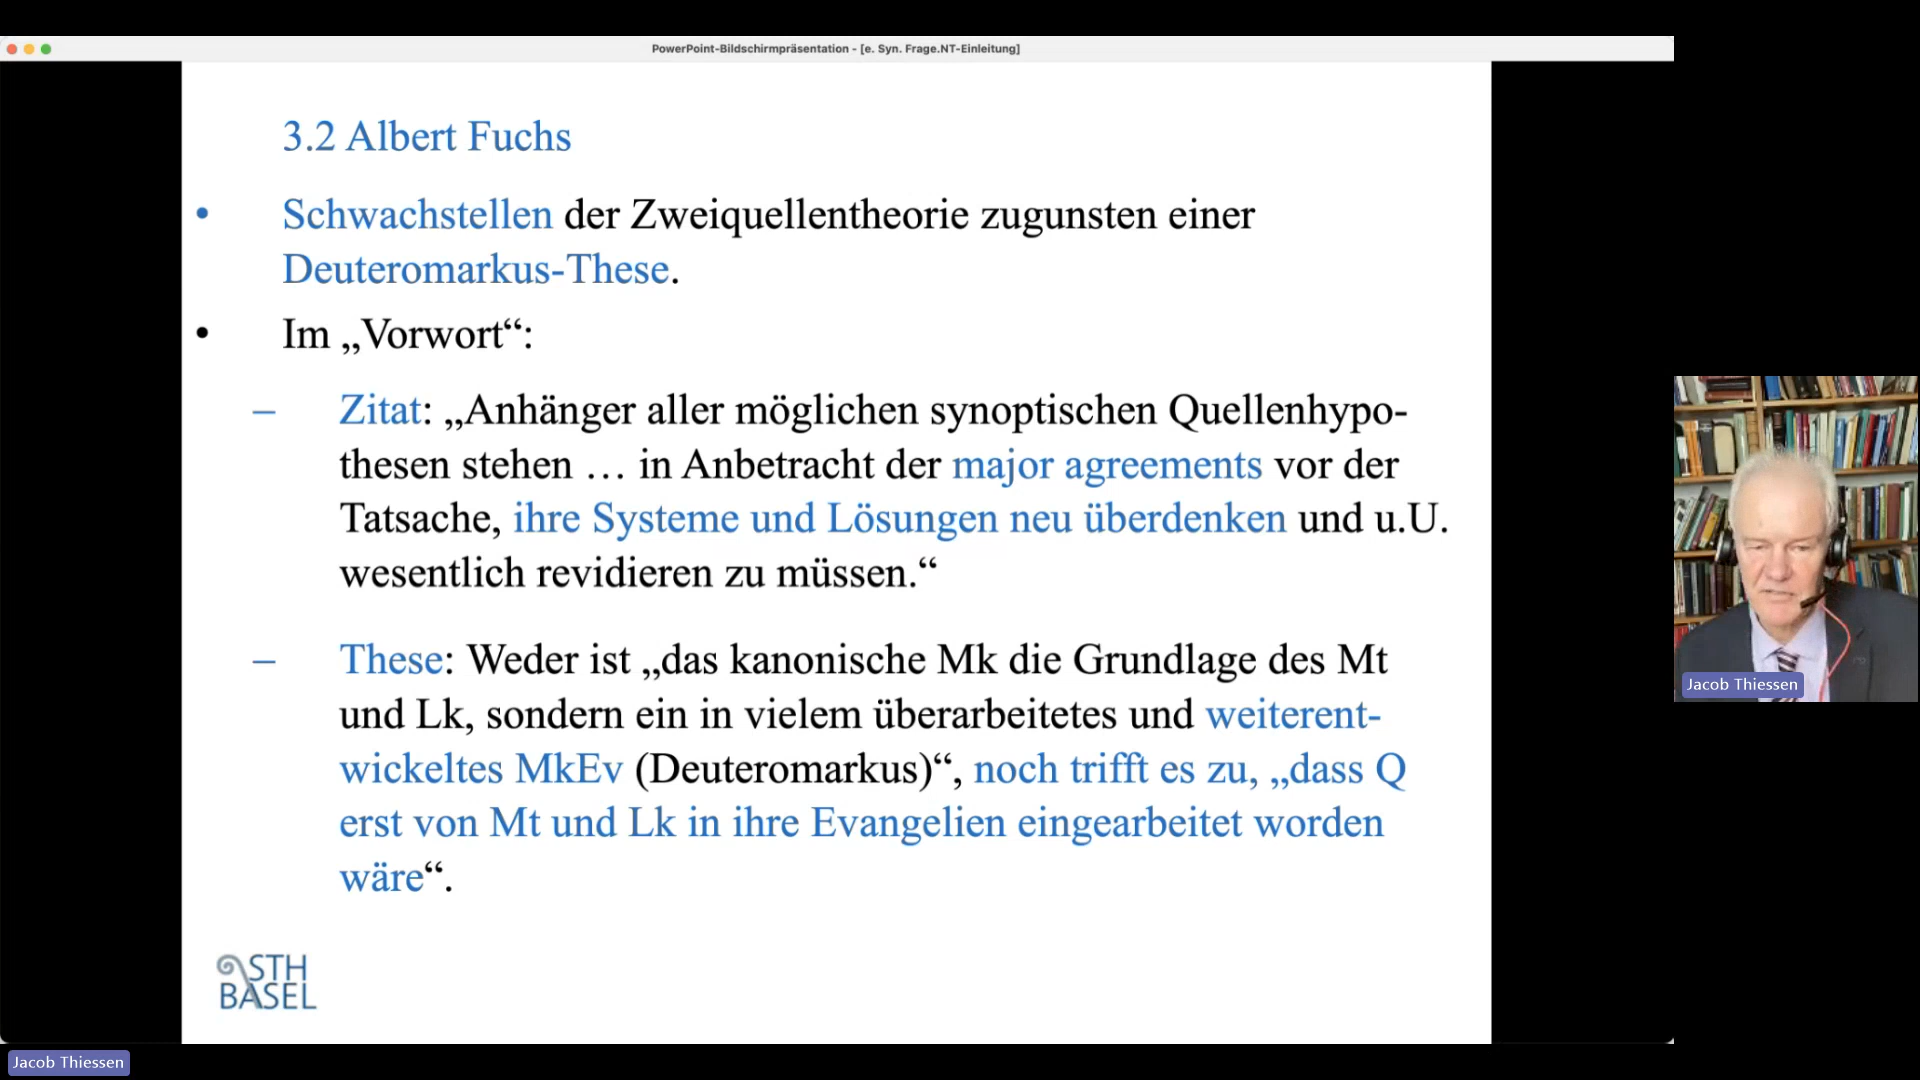 PowerPoint-Bildschirmpräsentation - [e. Syn. Frage.NT-Einleitung]
3.2 Albert Fuchs
• Schwachstellen der Zweiquellentheorie zugunsten einer
Deuteromarkus-These.
• Im „Vorwort“:
– Zitat: „Anhänger aller möglichen synoptischen Quellenhypo-
thesen stehen … in Anbetracht der major agreements vor der
Tatsache, ihre Systeme und Lösungen neu überdenken und u.U.
wesentlich revidieren zu müssen.“
– These: Weder ist „das kanonische Mk die Grundlage des Mt
und Lk, sondern ein in vielem überarbeitetes und weiterent-
wickeltes MkEv (Deuteromarkus)“, noch trifft es zu, „dass Q
erst von Mt und Lk in ihre Evangelien eingearbeitet worden
wäre“.
STH
BASEL
Jacob Thiessen
Jacob Thiessen